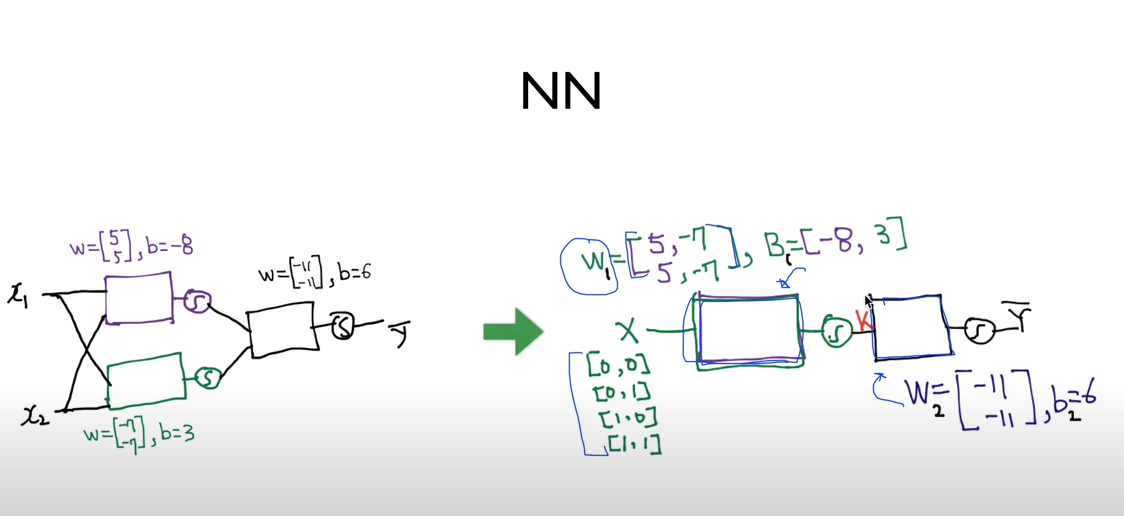 NN
w=[5 5], b=-8
w=[-11 -11], b=6
x₁
S
S
S
ȳ
x₂
w=[-7 -7], b=3
W₁=[5,-7
5,-7], B₁=[-8, 3]
X
S
K
S
Ȳ
[0,0]
[0,1]
[1,0]
[1,1]
W₂=[-11
-11], b₂=6